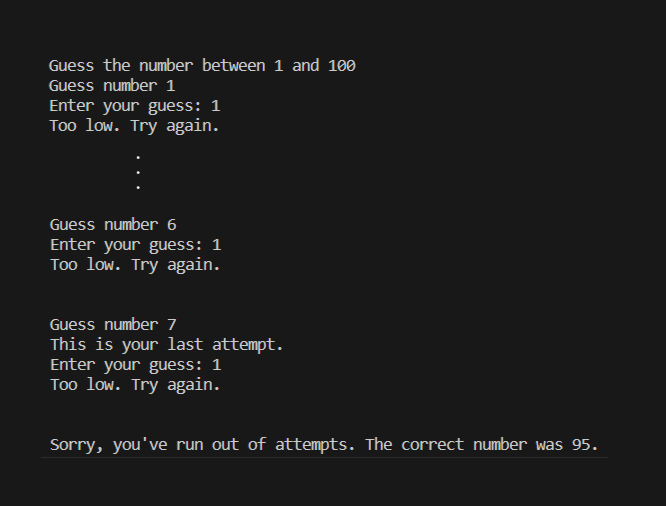 Guess the number between 1 and 100
Guess number 1
Enter your guess: 1
Too low. Try again.
.
.
.
Guess number 6
Enter your guess: 1
Too low. Try again.
Guess number 7
This is your last attempt.
Enter your guess: 1
Too low. Try again.
Sorry, you've run out of attempts. The correct number was 95.